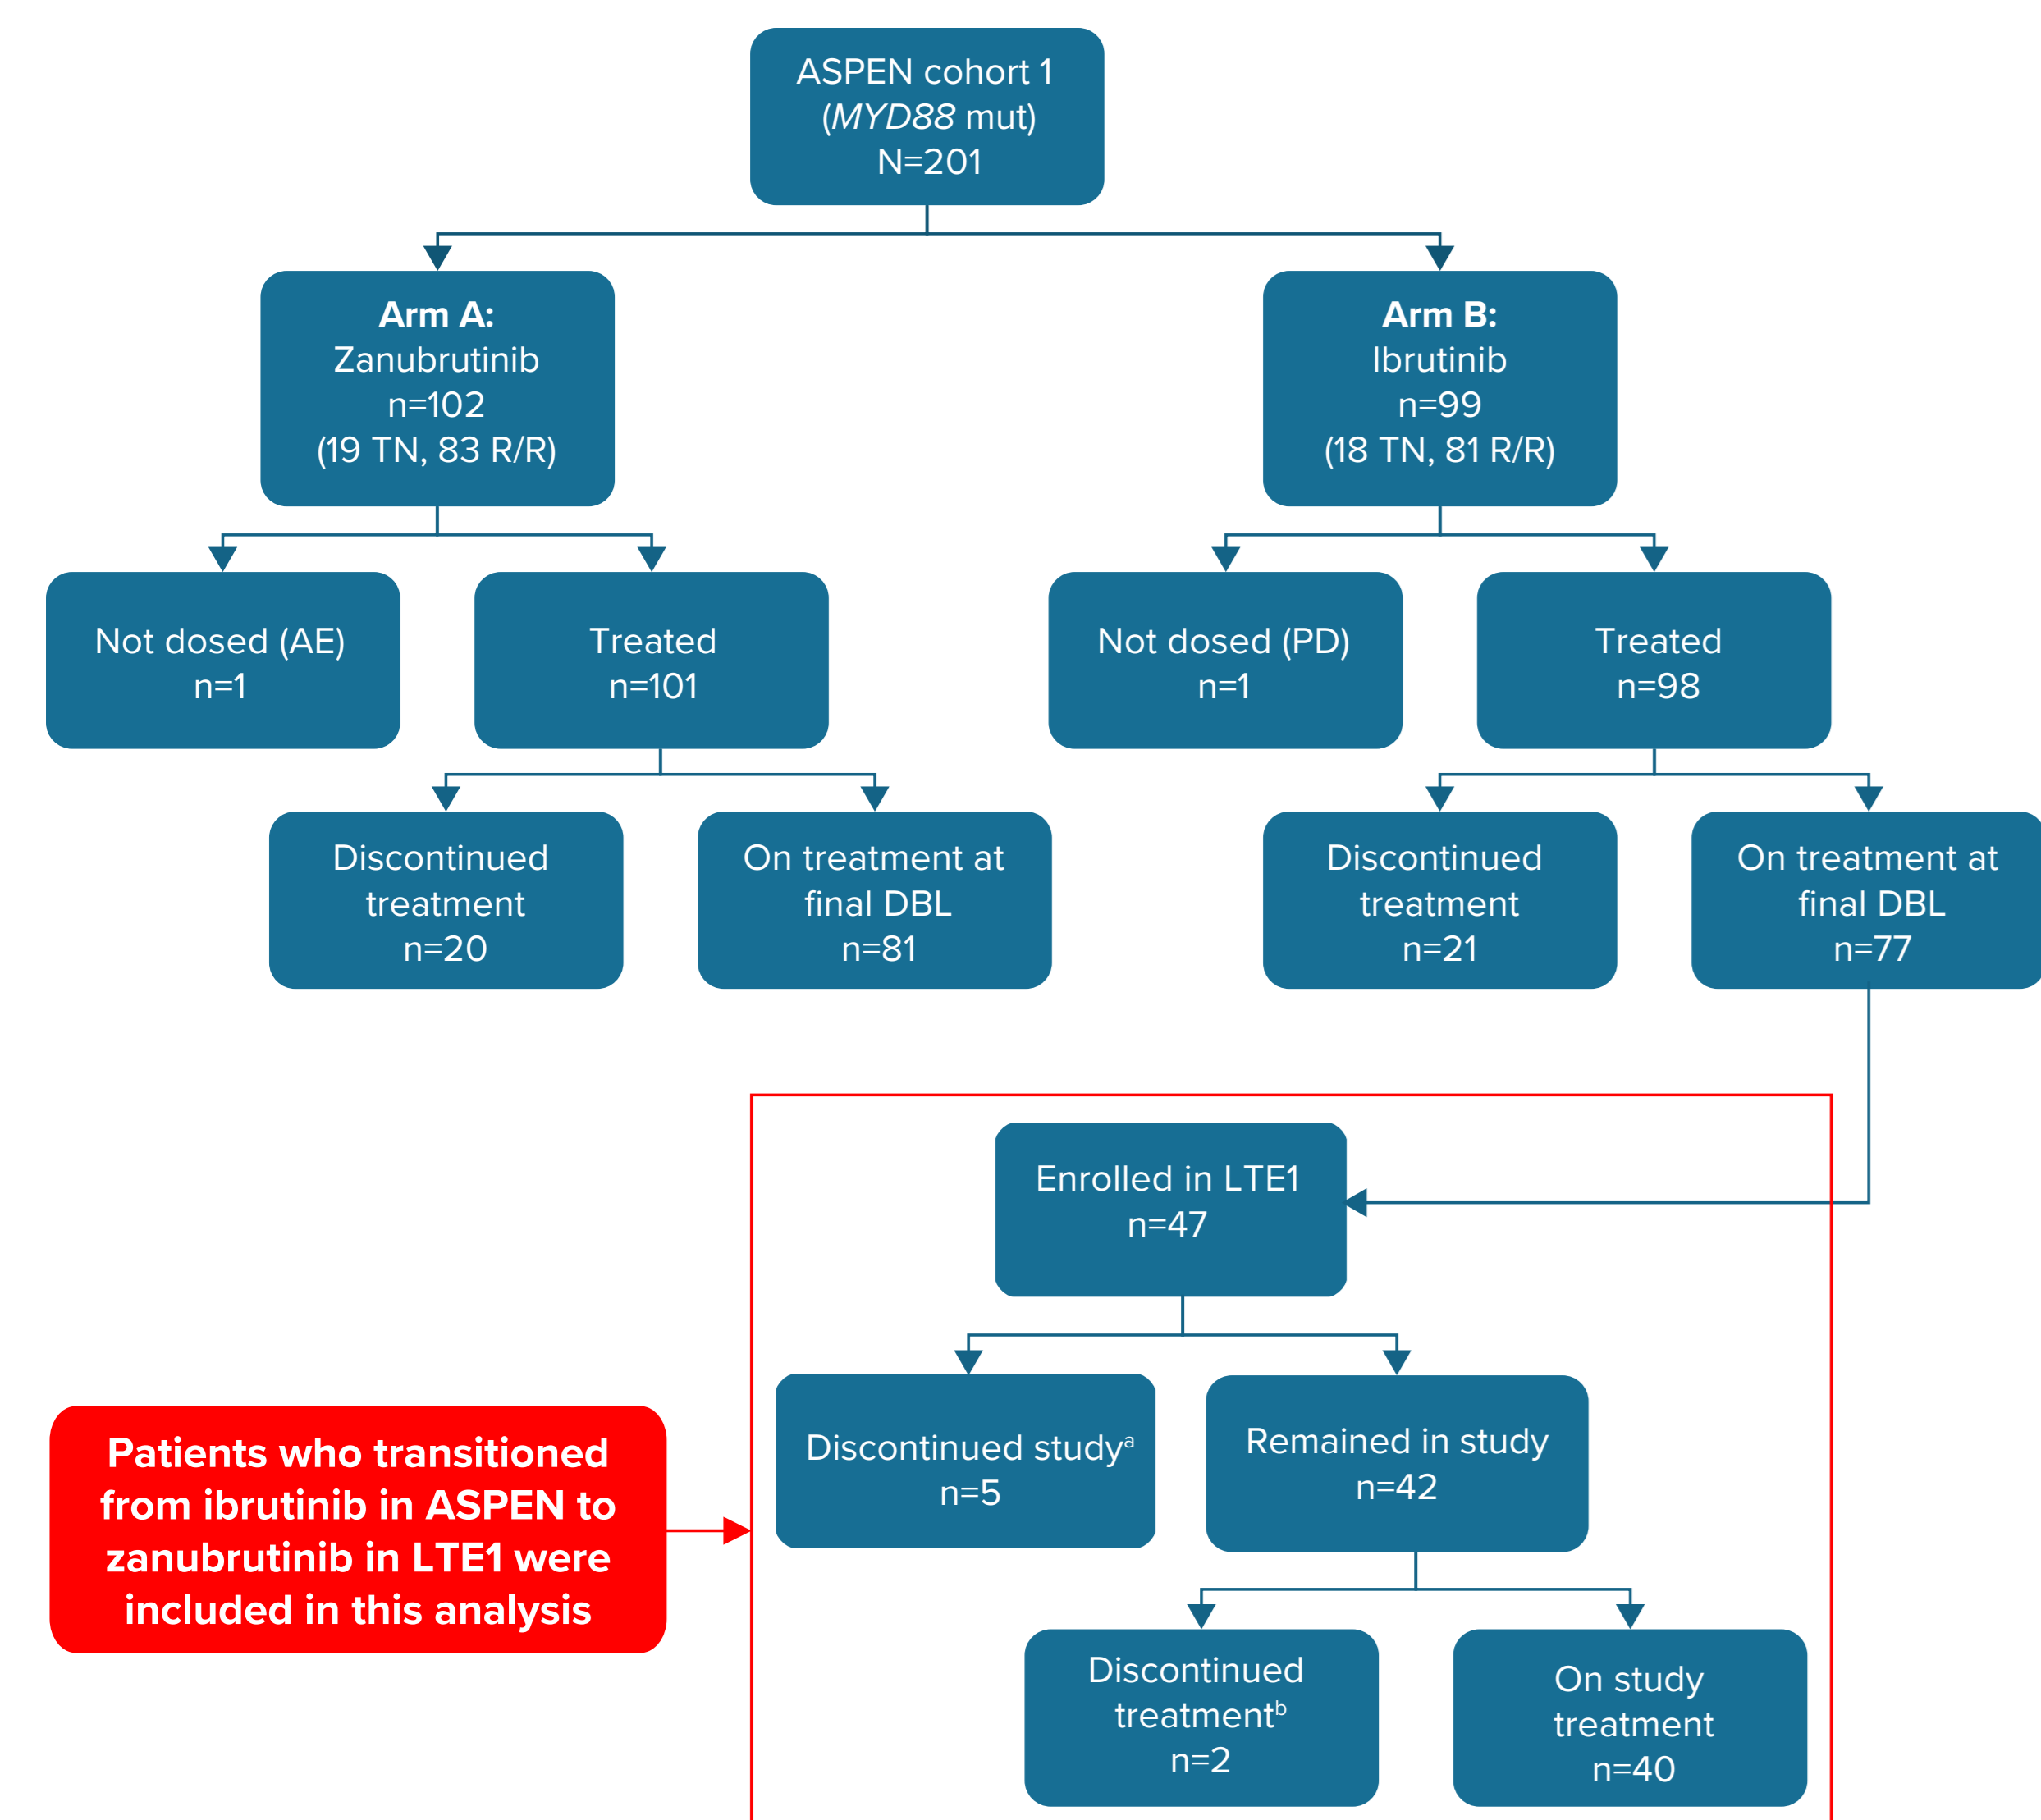 ASPEN cohort 1
(MYD88 mut)
N=201
Arm A:
Zanubrutinib
n=102
(19 TN, 83 R/R)
Arm B:
Ibrutinib
n=99
(18 TN, 81 R/R)
Not dosed (AE)
n=1
Treated
n=101
Not dosed (PD)
n=1
Treated
n=98
Discontinued
treatment
n=20
On treatment at
final DBL
n=81
Discontinued
treatment
n=21
On treatment at
final DBL
n=77
Enrolled in LTE1
n=47
Discontinued studyᵃ
n=5
Remained in study
n=42
Patients who transitioned
from ibrutinib in ASPEN to
zanubrutinib in LTE1 were
included in this analysis
Discontinued
treatmentᵇ
n=2
On study
treatment
n=40